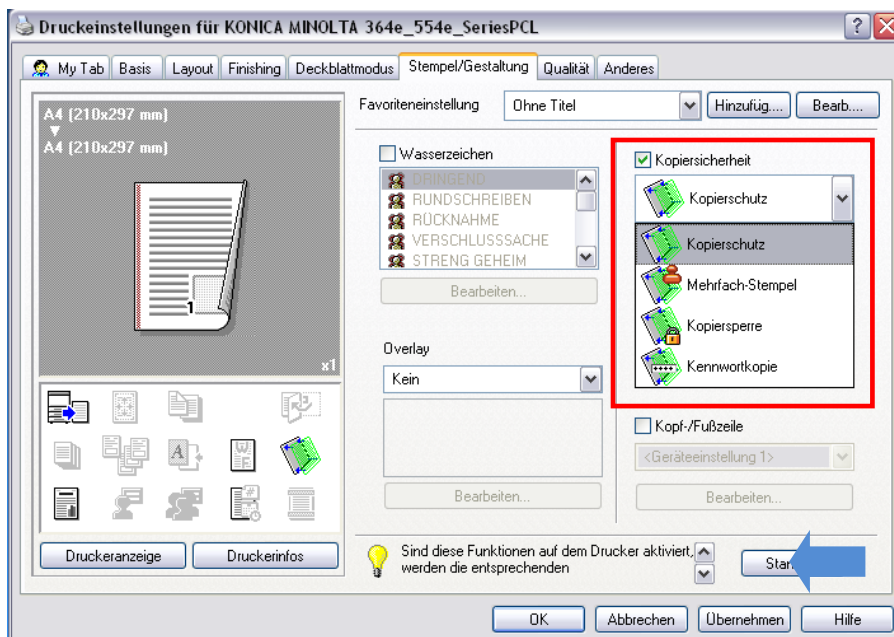 Druckeinstellungen für KONICA MINOLTA 364e_554e_SeriesPCL
My Tab Basis Layout Finishing Deckblattmodus Stempel/Gestaltung Qualität Anderes
A4 (210x297 mm)
A4 (210x297 mm)
1
x1
Druckeranzeige Druckerinfos
Favoriteneinstellung Ohne Titel Hinzufüg.... Bearb....
Wasserzeichen
DRINGEND
RUNDSCHREIBEN
RÜCKNAHME
VERSCHLUSSSACHE
STRENG GEHEIM
Bearbeiten...
Overlay
Kein
Bearbeiten...
Kopiersicherheit
Kopierschutz
Kopierschutz
Mehrfach-Stempel
Kopiersperre
Kennwortkopie
Kopf-/Fußzeile
<Geräteeinstellung 1>
Bearbeiten...
Sind diese Funktionen auf dem Drucker aktiviert,
werden die entsprechenden
OK Abbrechen Übernehmen Hilfe